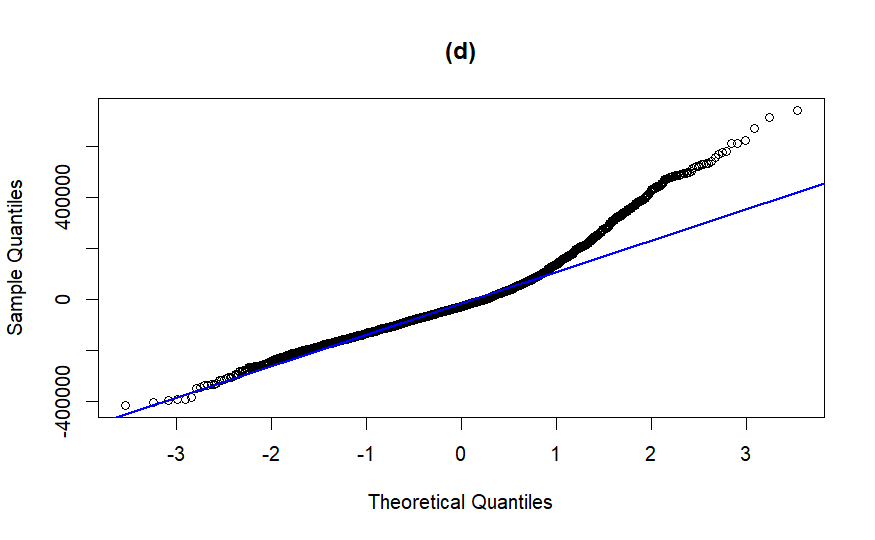 (d)
Sample Quantiles
400000
0
-400000
-3 -2 -1 0 1 2 3
Theoretical Quantiles